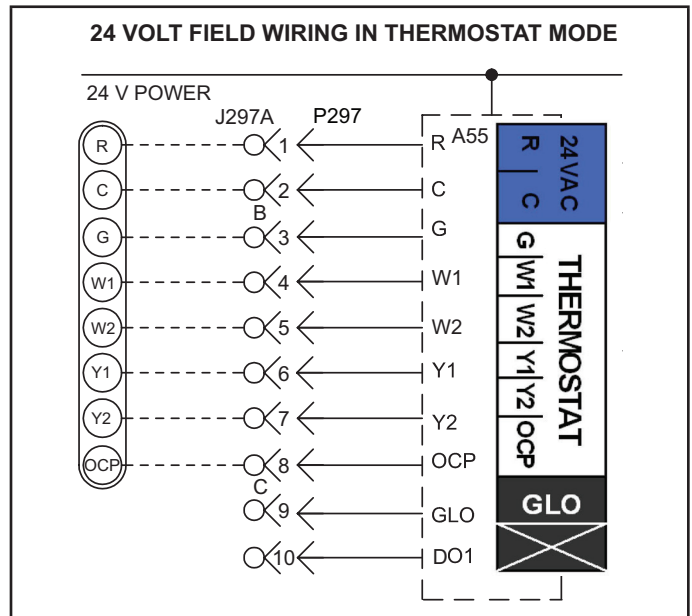 24 VOLT FIELD WIRING IN THERMOSTAT MODE
24 V POWER
J297A P297
A55
R 1 R
C 2 C
B
G 3 G
W1 4 W1
W2 5 W2
Y1 6 Y1
Y2 7 Y2
OCP 8 OCP
C
9 GLO
10 DO1
24 VAC
R C
THERMOSTAT
G W1 W2 Y1 Y2 OCP
GLO